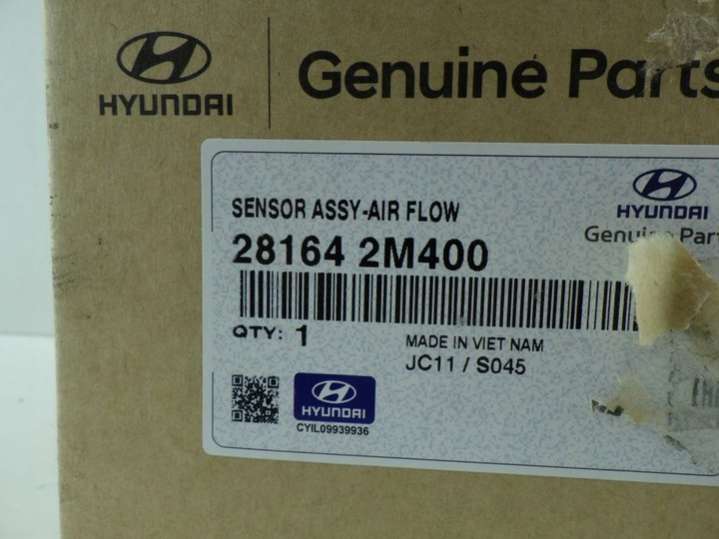 HYUNDAI
Genuine Parts
SENSOR ASSY-AIR FLOW
28164 2M400
HYUNDAI
QTY: 1
MADE IN VIET NAM
JC11 / S045
HYUNDAI
CYIL09939936